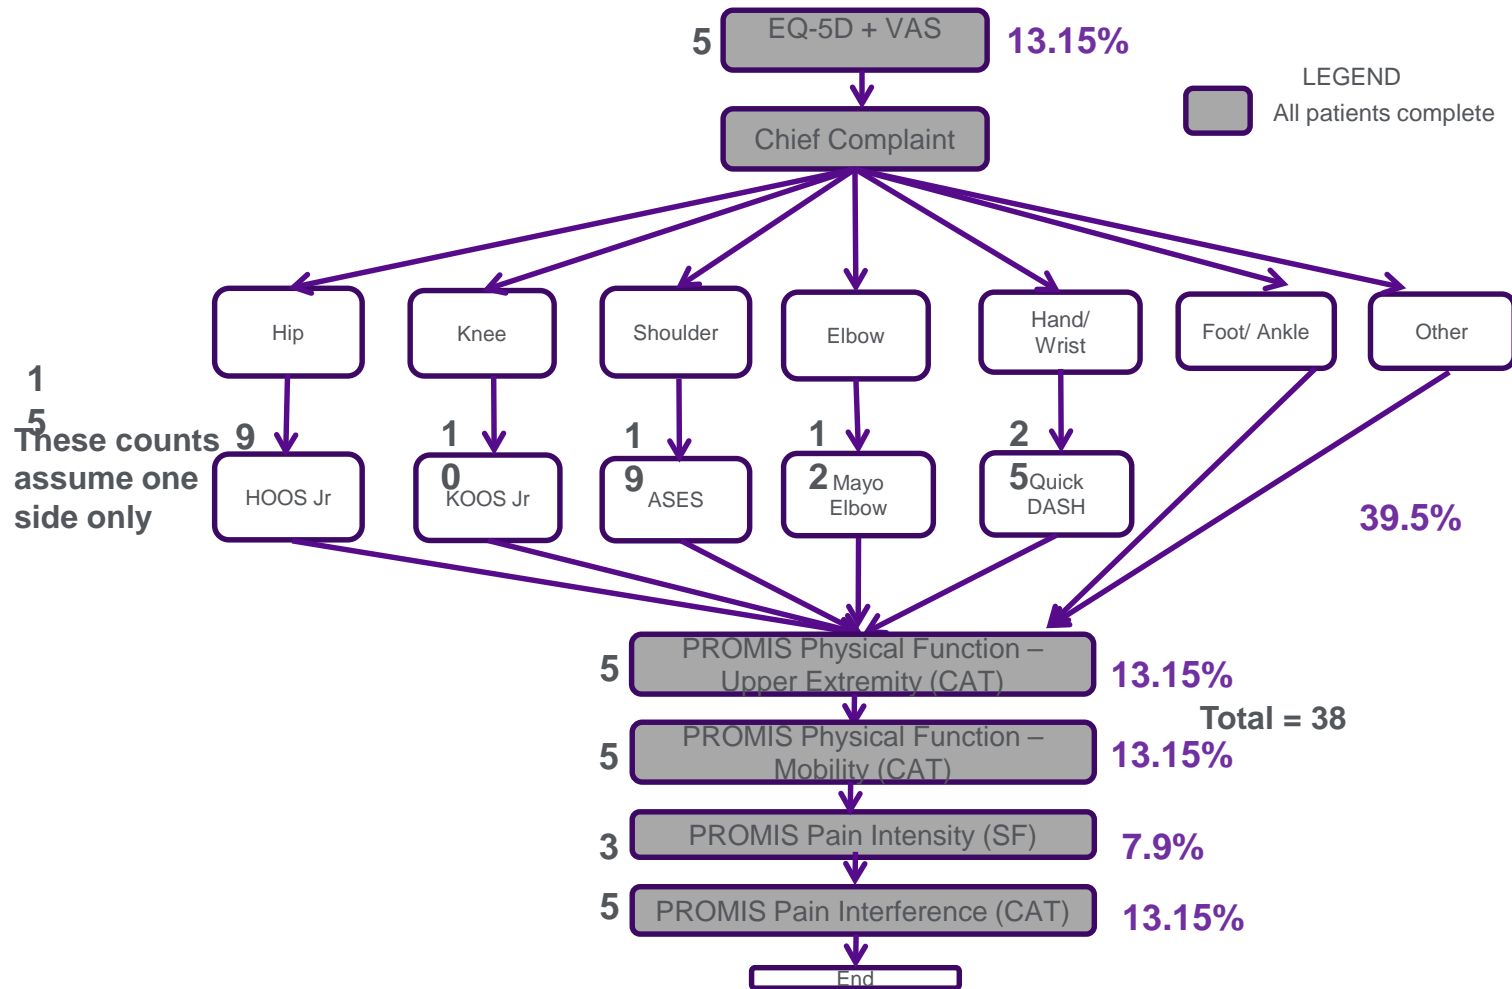 5
EQ-5D + VAS
13.15%
LEGEND
All patients complete
Chief Complaint
Hip
Knee
Shoulder
Elbow
Hand/
Wrist
Foot/ Ankle
Other
1
5
These counts
assume one
side only
9
HOOS Jr
1
0
KOOS Jr
1
9
ASES
1
2
Mayo
Elbow
2
5
Quick
DASH
39.5%
5
PROMIS Physical Function –
Upper Extremity (CAT)
13.15%
Total = 38
5
PROMIS Physical Function –
Mobility (CAT)
13.15%
3
PROMIS Pain Intensity (SF)
7.9%
5
PROMIS Pain Interference (CAT)
13.15%
End